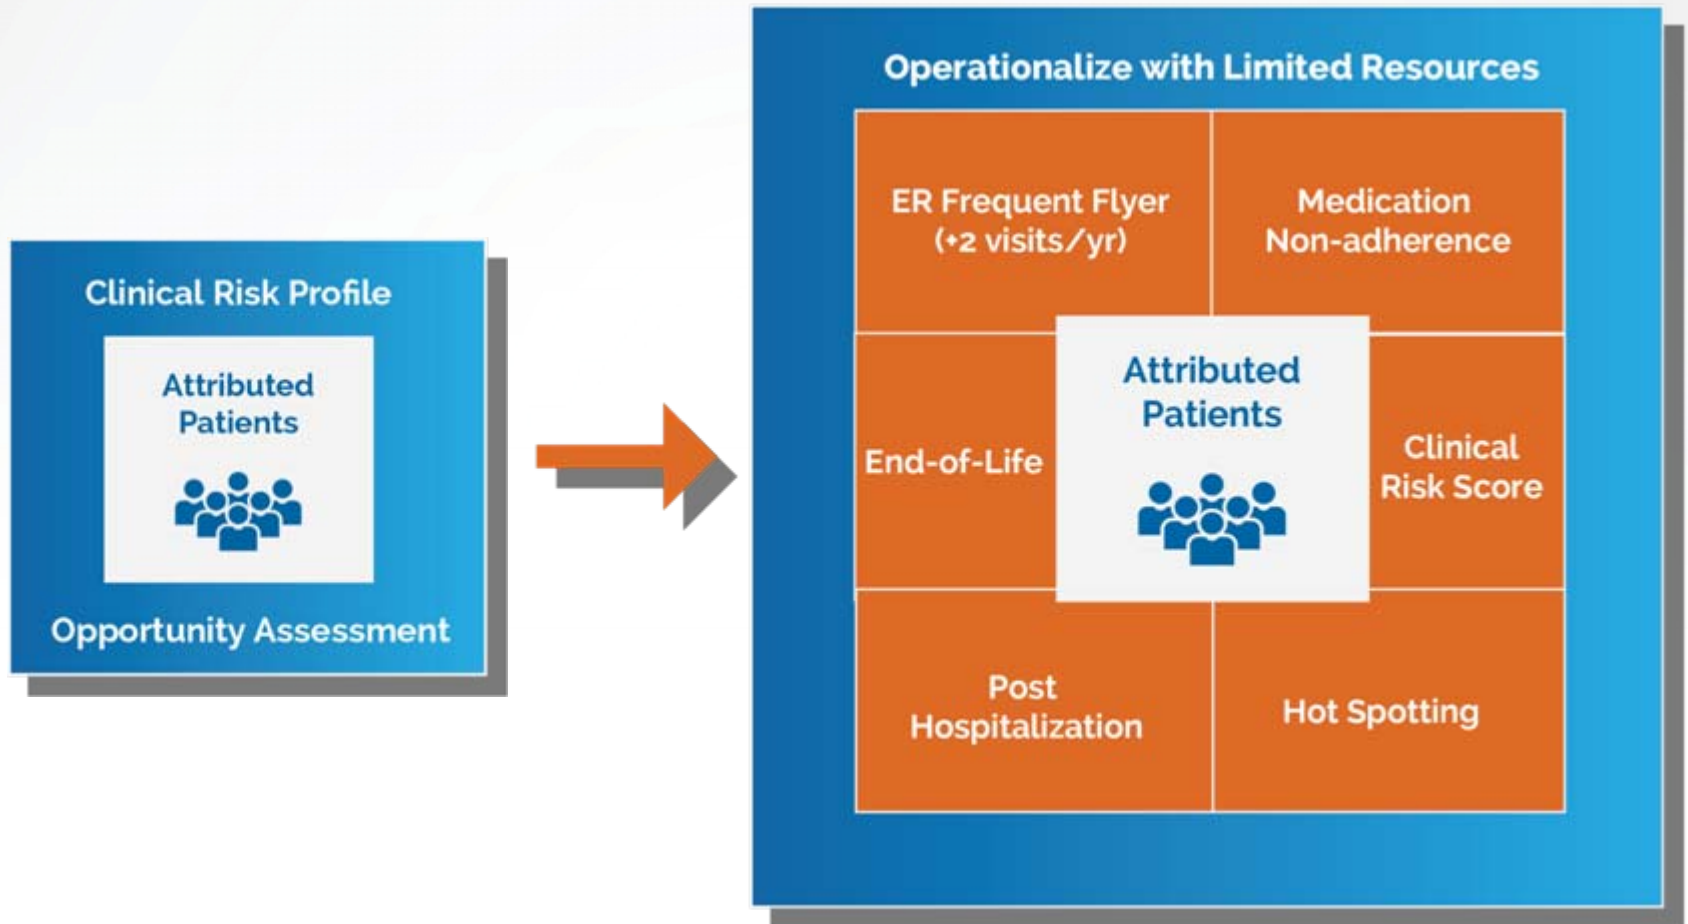 Clinical Risk Profile
Attributed
Patients
Opportunity Assessment
Operationalize with Limited Resources
ER Frequent Flyer
(+2 visits/yr)
Medication
Non-adherence
End-of-Life
Attributed
Patients
Clinical
Risk Score
Post
Hospitalization
Hot Spotting